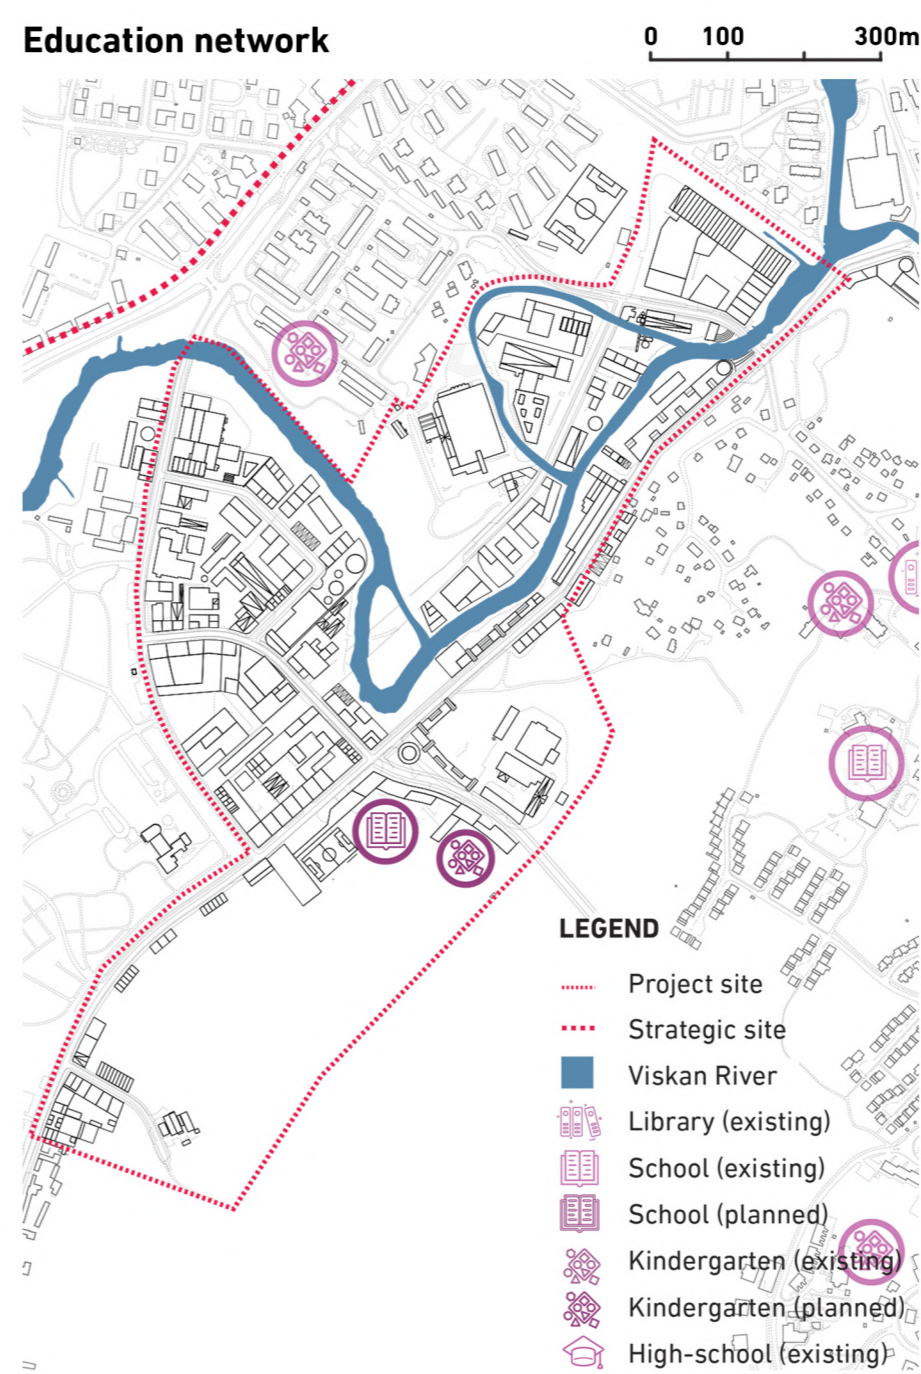 Education network
0 100 300m
LEGEND
Project site
Strategic site
Viskan River
Library (existing)
School (existing)
School (planned)
Kindergarten (existing)
Kindergarten (planned)
High-school (existing)